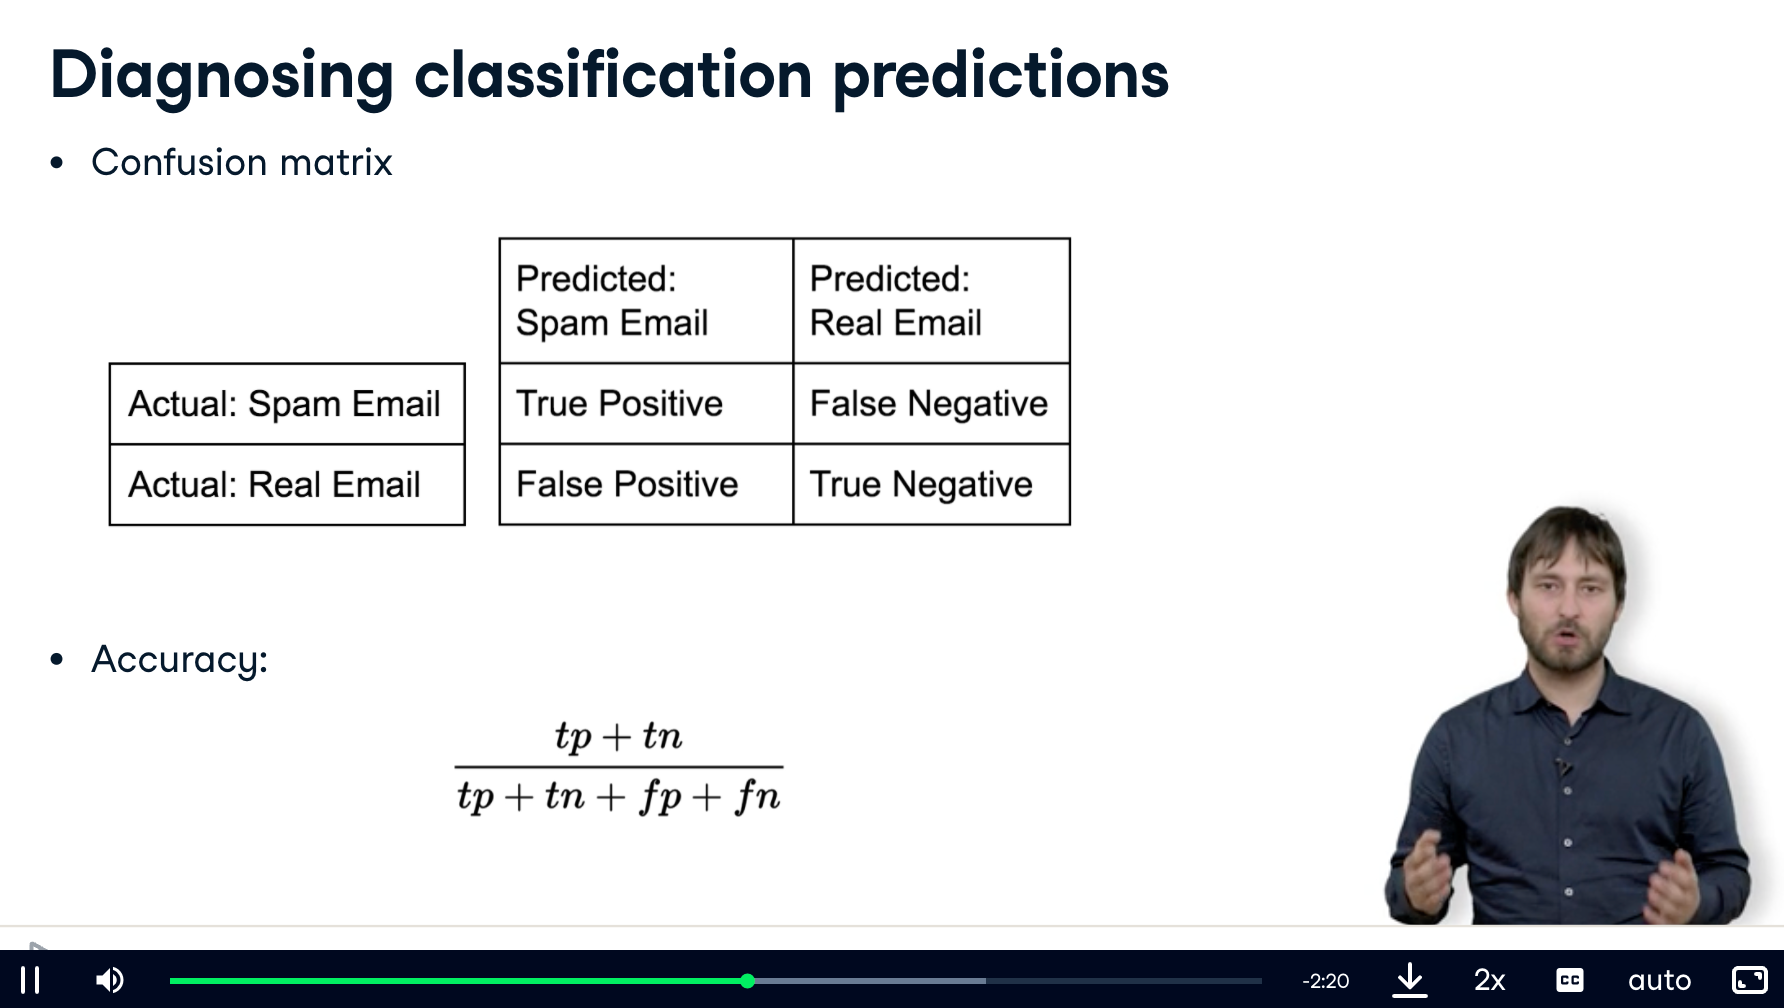 Diagnosing classification predictions
• Confusion matrix
Predicted: Spam Email
Predicted: Real Email
Actual: Spam Email
True Positive
False Negative
Actual: Real Email
False Positive
True Negative
• Accuracy:
tp + tn
tp + tn + fp + fn
-2:20
2x
CC
auto